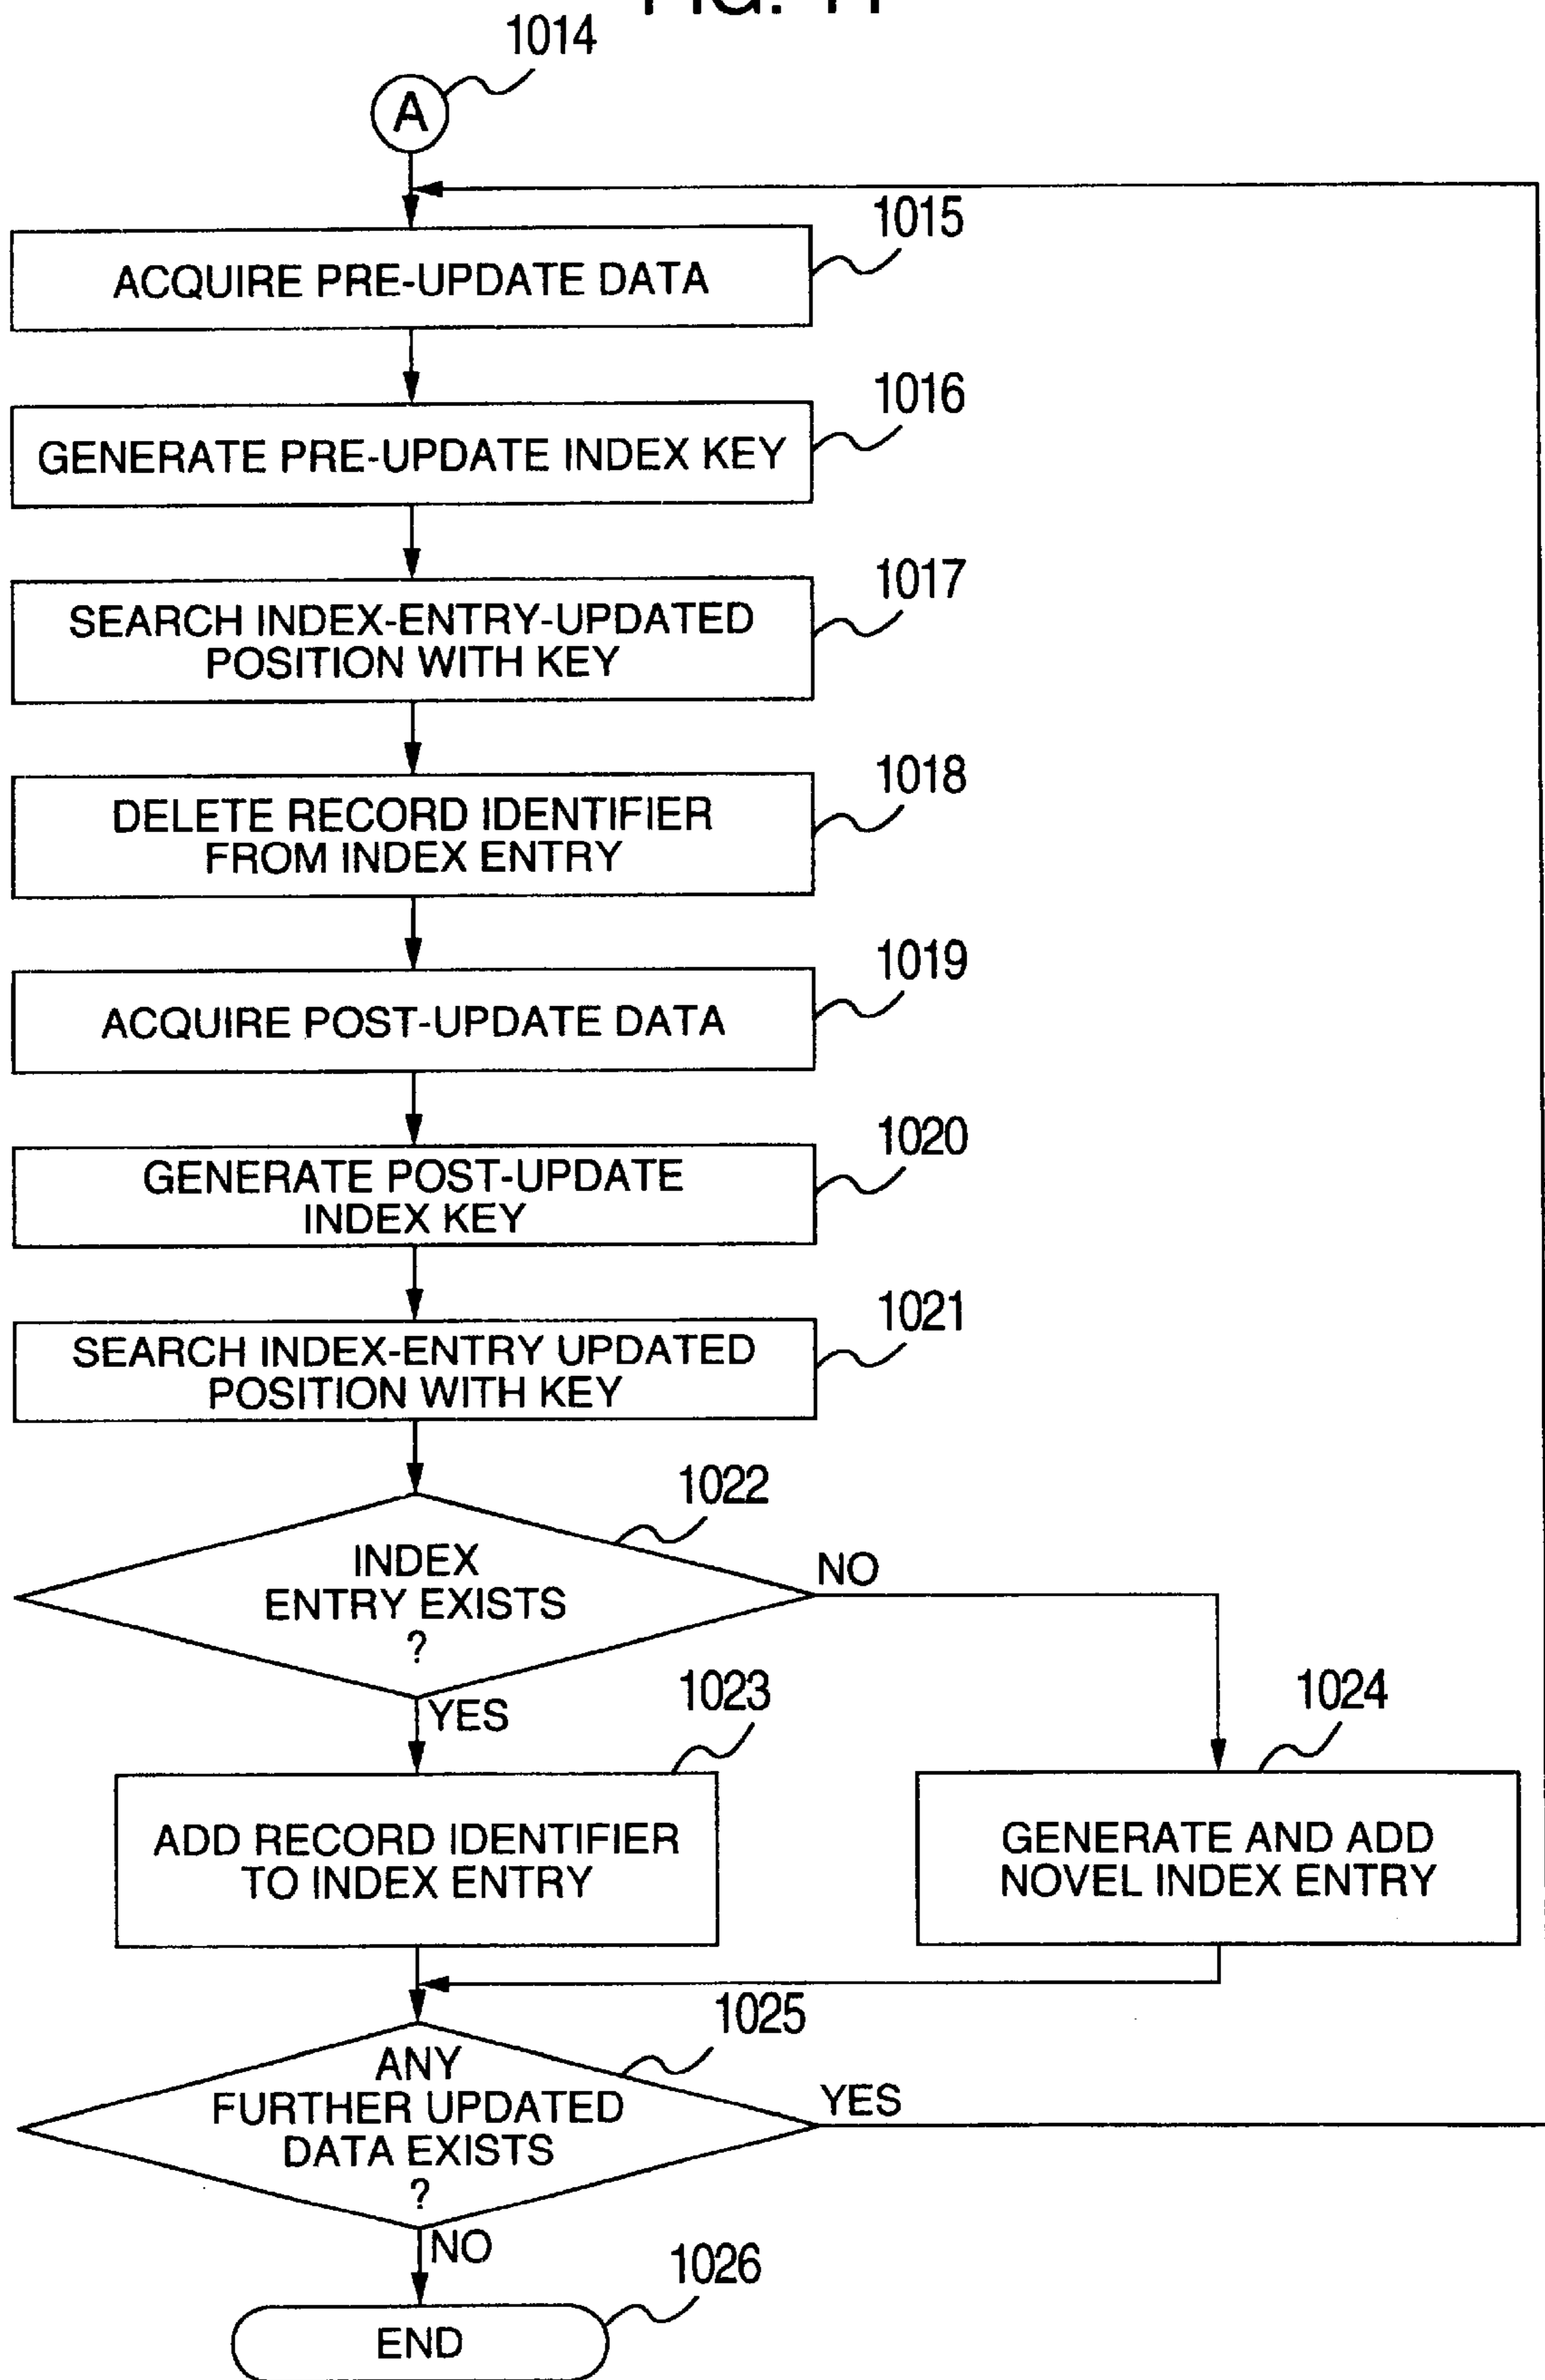 FIG. 11
1014
A
1015
ACQUIRE PRE-UPDATE DATA
1016
GENERATE PRE-UPDATE INDEX KEY
1017
SEARCH INDEX-ENTRY-UPDATED
POSITION WITH KEY
1018
DELETE RECORD IDENTIFIER
FROM INDEX ENTRY
1019
ACQUIRE POST-UPDATE DATA
1020
GENERATE POST-UPDATE
INDEX KEY
1021
SEARCH INDEX-ENTRY UPDATED
POSITION WITH KEY
1022
INDEX
ENTRY EXISTS
?
NO
YES
1023
ADD RECORD IDENTIFIER
TO INDEX ENTRY
1024
GENERATE AND ADD
NOVEL INDEX ENTRY
1025
ANY
FURTHER UPDATED
DATA EXISTS
?
YES
NO
1026
END